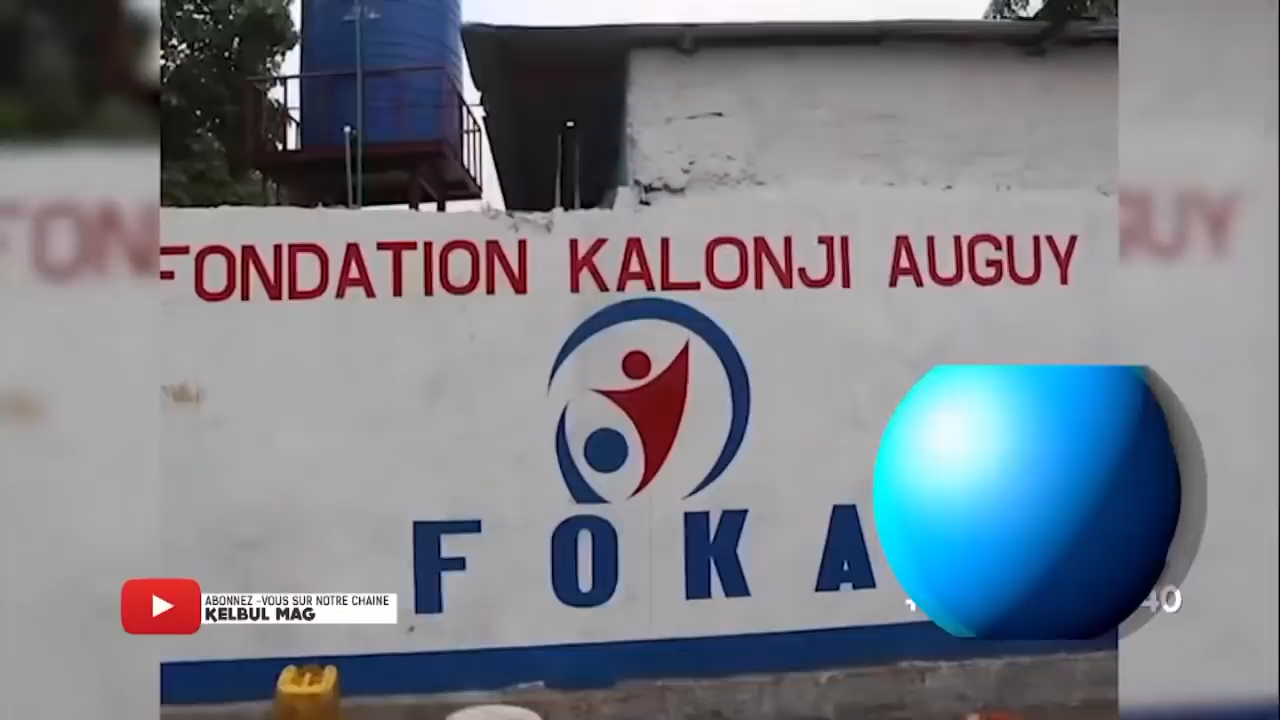 FONDATION KALONJI AUGUY
FOKA
ABONNEZ -VOUS SUR NOTRE CHAINE
KELBUL MAG